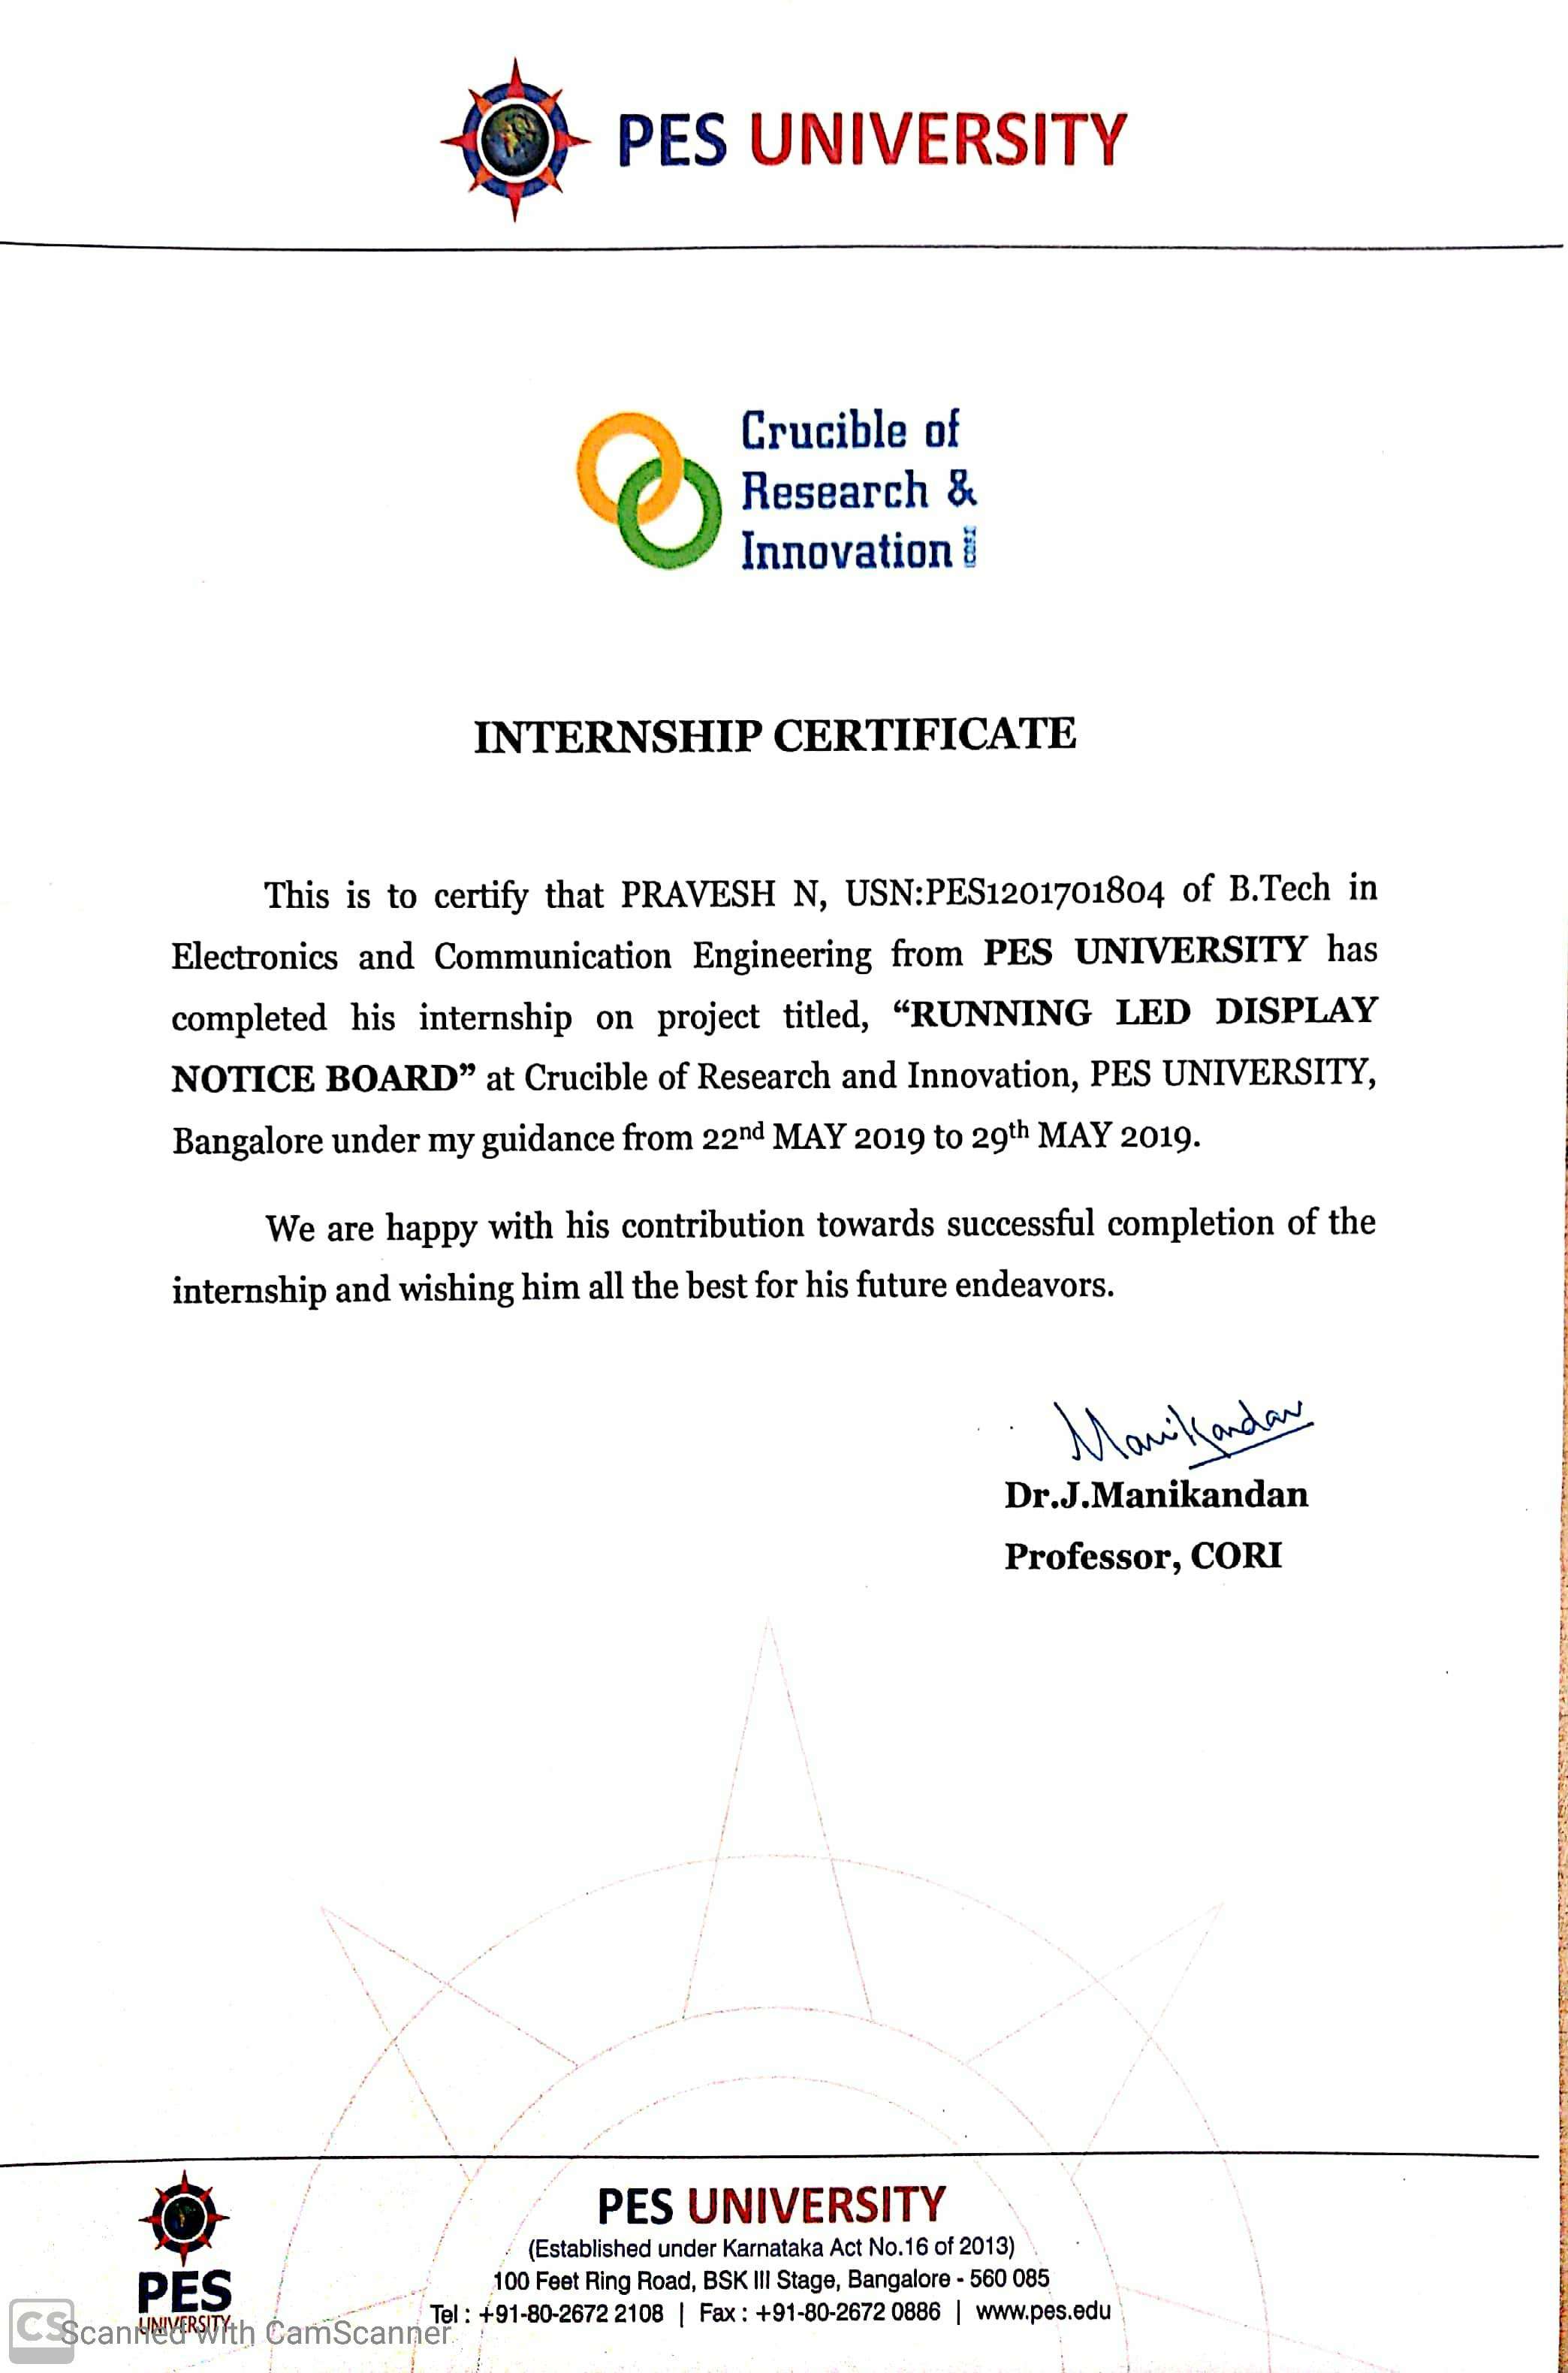 PES UNIVERSITY
Crucible of
Research &
Innovation
INTERNSHIP CERTIFICATE
This is to certify that PRAVESH N, USN:PES1201701804 of B.Tech in
Electronics and Communication Engineering from PES UNIVERSITY has
completed his internship on project titled, “RUNNING LED DISPLAY
NOTICE BOARD” at Crucible of Research and Innovation, PES UNIVERSITY,
Bangalore under my guidance from 22nd MAY 2019 to 29th MAY 2019.
We are happy with his contribution towards successful completion of the
internship and wishing him all the best for his future endeavors.
Manikandan
Dr.J.Manikandan
Professor, CORI
PES UNIVERSITY
(Established under Karnataka Act No.16 of 2013)
100 Feet Ring Road, BSK III Stage, Bangalore - 560 085
Tel : +91-80-2672 2108 | Fax : +91-80-2672 0886 | www.pes.edu
PES
UNIVERSITY
CS Scanned with CamScanner